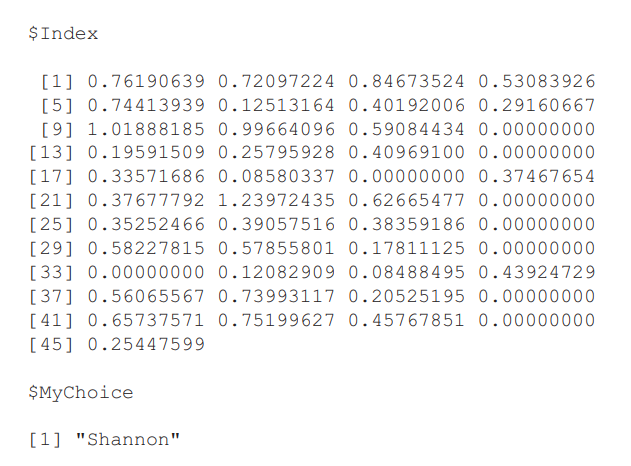 $Index
[1] 0.76190639 0.72097224 0.84673524 0.53083926
[5] 0.74413939 0.12513164 0.40192006 0.29160667
[9] 1.01888185 0.99664096 0.59084434 0.00000000
[13] 0.19591509 0.25795928 0.40969100 0.00000000
[17] 0.33571686 0.08580337 0.00000000 0.37467654
[21] 0.37677792 1.23972435 0.62665477 0.00000000
[25] 0.35252466 0.39057516 0.38359186 0.00000000
[29] 0.58227815 0.57855801 0.17811125 0.00000000
[33] 0.00000000 0.12082909 0.08488495 0.43924729
[37] 0.56065567 0.73993117 0.20525195 0.00000000
[41] 0.65737571 0.75199627 0.45767851 0.00000000
[45] 0.25447599
$MyChoice
[1] "Shannon"